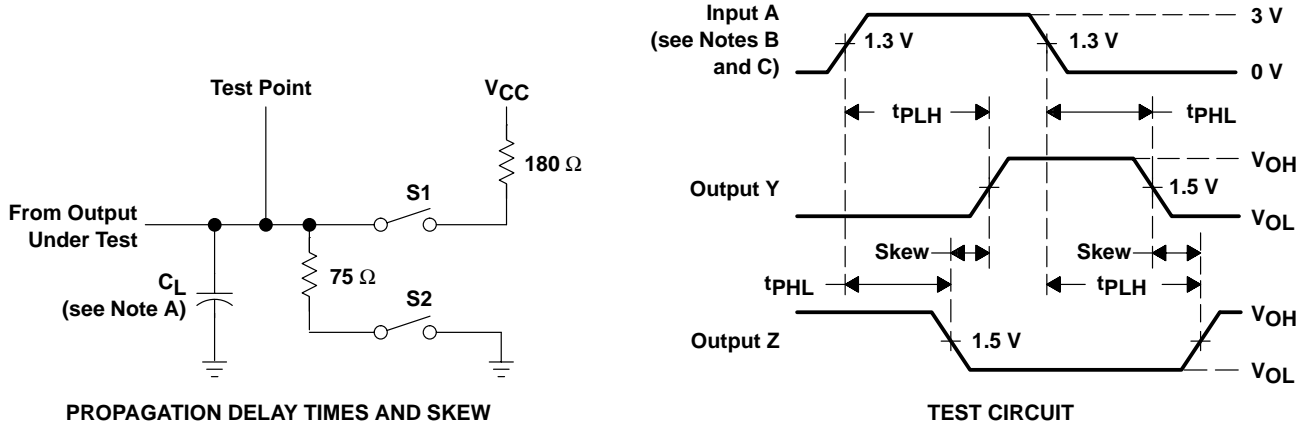 Test Point
VCC
180 Ω
S1
From Output
Under Test
75 Ω
CL
(see Note A)
S2
PROPAGATION DELAY TIMES AND SKEW
Input A
(see Notes B
and C)
1.3 V
1.3 V
3 V
0 V
tPLH
tPHL
Output Y
1.5 V
VOH
VOL
Skew
Skew
tPHL
tPLH
Output Z
1.5 V
VOH
VOL
TEST CIRCUIT